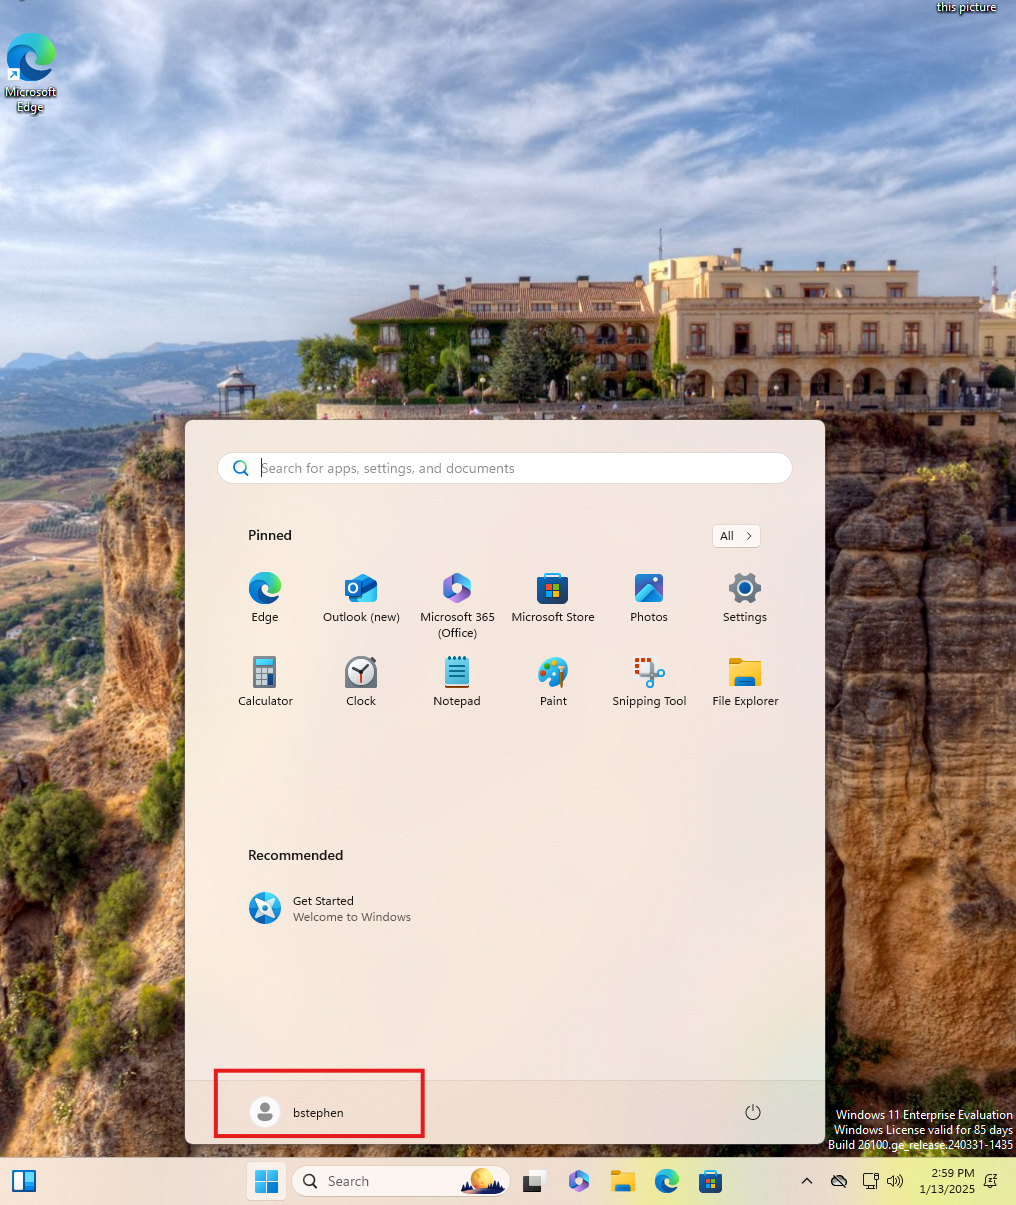 this picture
Microsoft
Edge
Search for apps, settings, and documents
Pinned
All
Edge
Outlook (new)
Microsoft 365
(Office)
Microsoft Store
Photos
Settings
Calculator
Clock
Notepad
Paint
Snipping Tool
File Explorer
Recommended
Get Started
Welcome to Windows
bstephen
Windows 11 Enterprise Evaluation
Windows License valid for 85 days
Build 26100.ge_release.240331-1435
Search
2:59 PM
1/13/2025